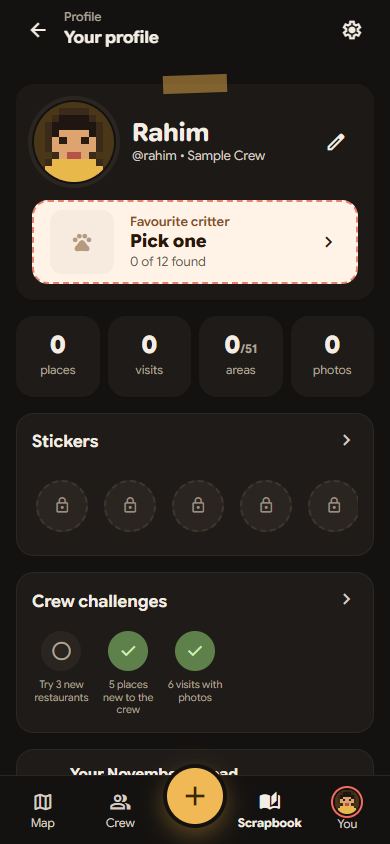 Profile
Your profile
Rahim
@rahim • Sample Crew
Favourite critter
Pick one
0 of 12 found
0
places
0
visits
0/51
areas
0
photos
Stickers
Crew challenges
Try 3 new
restaurants
5 places
new to the
crew
6 visits with
photos
Your
Map
Crew
Scrapbook
You